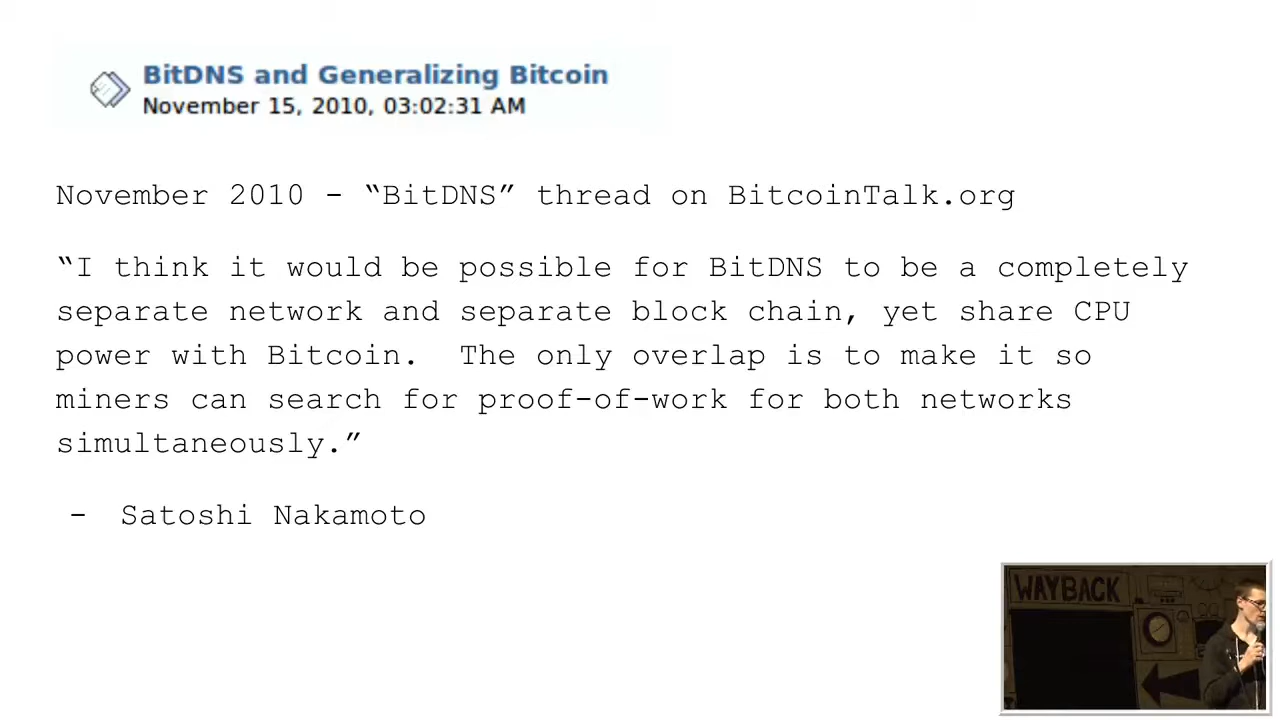 BitDNS and Generalizing Bitcoin
November 15, 2010, 03:02:31 AM
November 2010 - “BitDNS” thread on BitcoinTalk.org
“I think it would be possible for BitDNS to be a completely
separate network and separate block chain, yet share CPU
power with Bitcoin.  The only overlap is to make it so
miners can search for proof-of-work for both networks
simultaneously.”
- Satoshi Nakamoto
WAYBACK